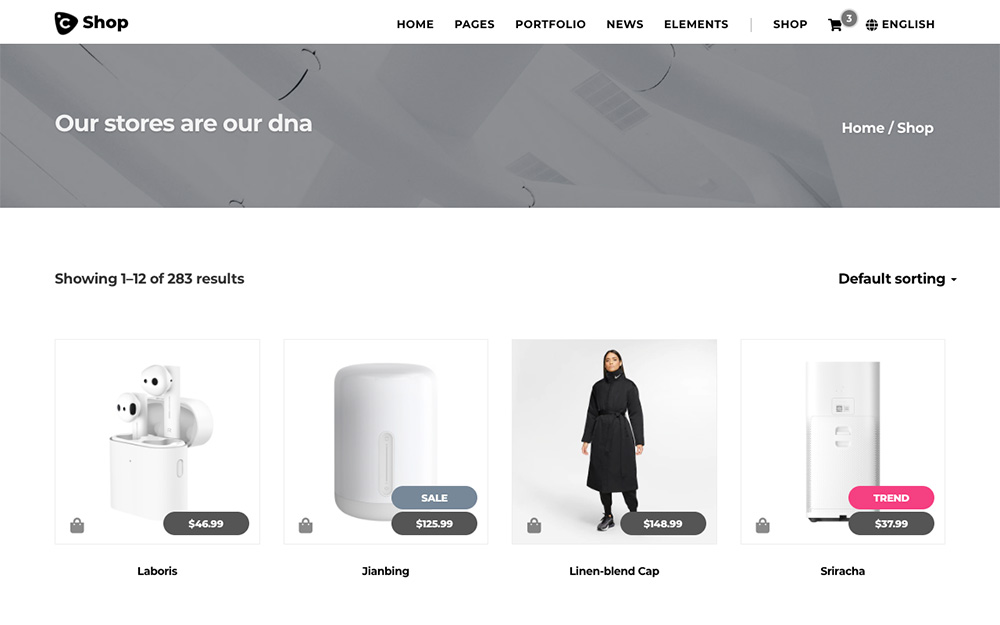 Shop
HOME PAGES PORTFOLIO NEWS ELEMENTS SHOP 3 ENGLISH
Our stores are our dna
Home / Shop
Showing 1–12 of 283 results
Default sorting
SALE
TREND
$46.99
$125.99
$148.99
$37.99
Laboris
Jianbing
Linen-blend Cap
Sriracha